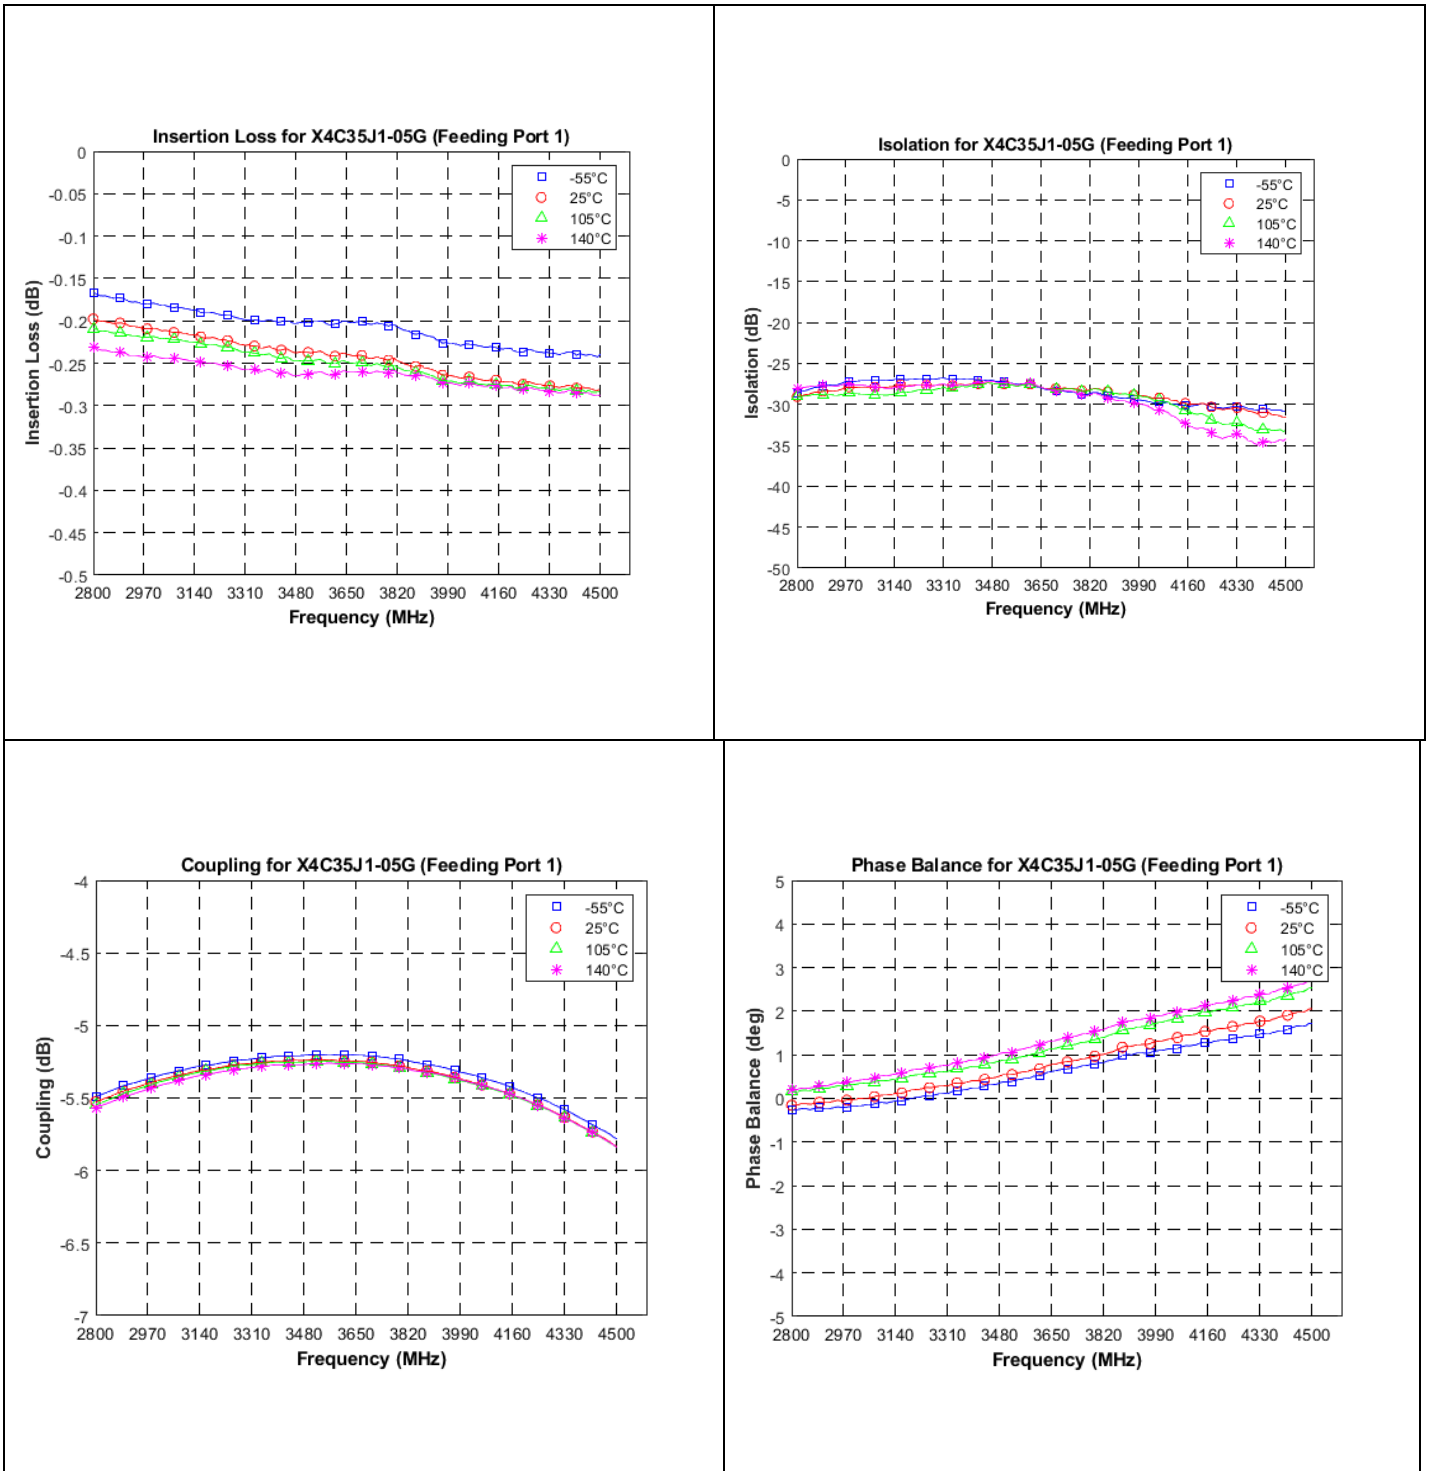 Insertion Loss for X4C35J1-05G (Feeding Port 1)
0
-0.05
-0.1
-0.15
-0.2
-0.25
-0.3
-0.35
-0.4
-0.45
-0.5
Insertion Loss (dB)
-55°C
25°C
105°C
140°C
2800 2970 3140 3310 3480 3650 3820 3990 4160 4330 4500
Frequency (MHz)
Isolation for X4C35J1-05G (Feeding Port 1)
0
-5
-10
-15
-20
-25
-30
-35
-40
-45
-50
Isolation (dB)
-55°C
25°C
105°C
140°C
2800 2970 3140 3310 3480 3650 3820 3990 4160 4330 4500
Frequency (MHz)
Coupling for X4C35J1-05G (Feeding Port 1)
-4
-4.5
-5
-5.5
-6
-6.5
-7
Coupling (dB)
-55°C
25°C
105°C
140°C
2800 2970 3140 3310 3480 3650 3820 3990 4160 4330 4500
Frequency (MHz)
Phase Balance for X4C35J1-05G (Feeding Port 1)
5
4
3
2
1
0
-1
-2
-3
-4
-5
Phase Balance (deg)
-55°C
25°C
105°C
140°C
2800 2970 3140 3310 3480 3650 3820 3990 4160 4330 4500
Frequency (MHz)